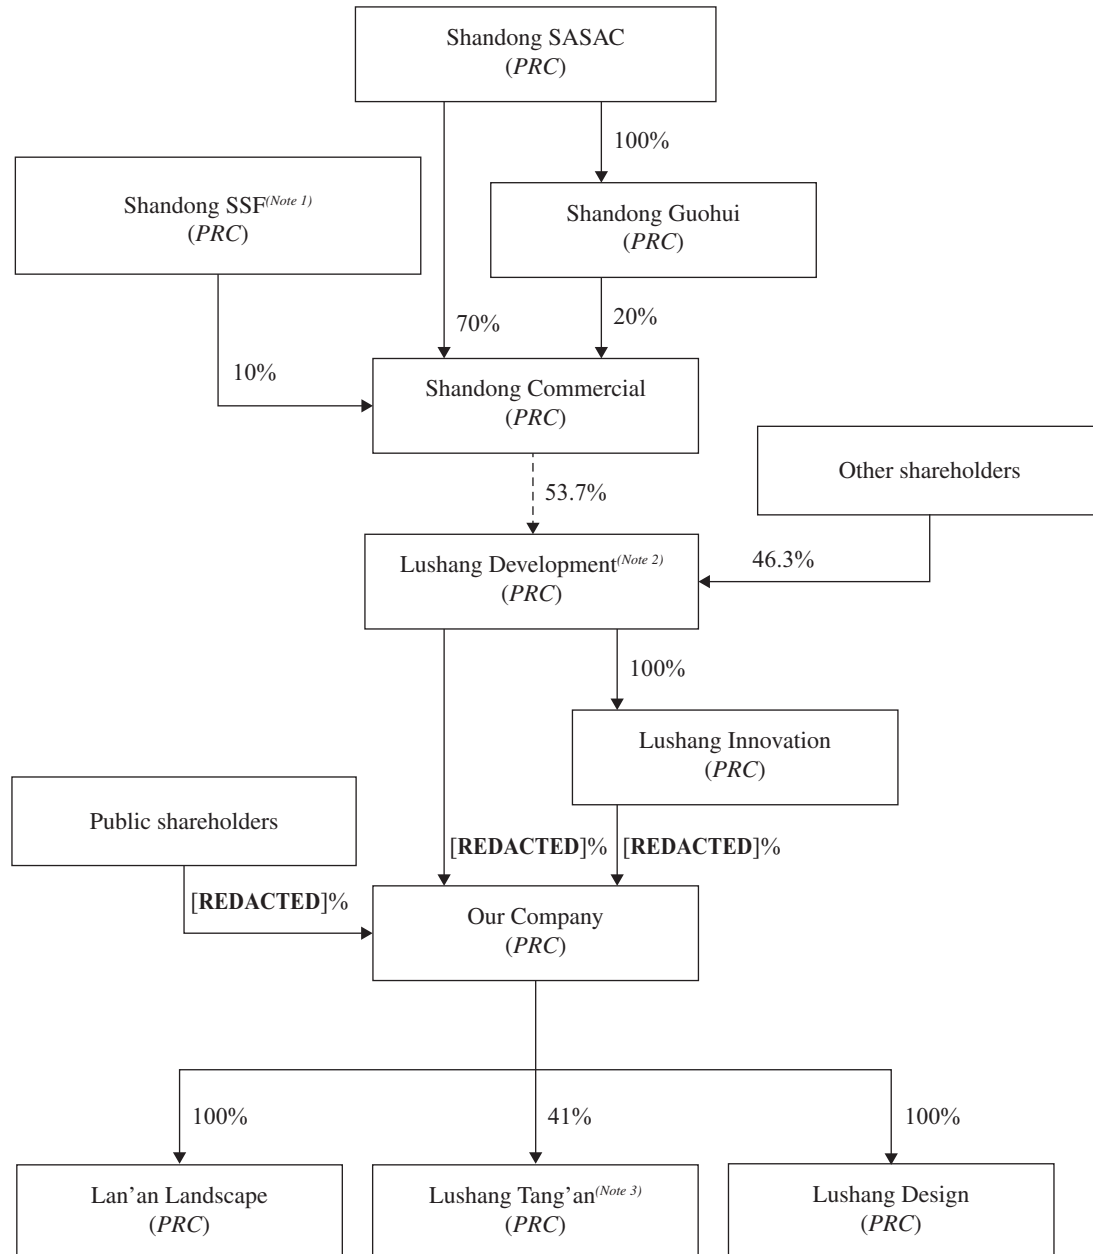 Shandong SASAC
(PRC)
100%
Shandong SSF(Note 1)
(PRC)
Shandong Guohui
(PRC)
70%
20%
10%
Shandong Commercial
(PRC)
Other shareholders
53.7%
46.3%
Lushang Development(Note 2)
(PRC)
100%
Lushang Innovation
(PRC)
Public shareholders
[REDACTED]%
[REDACTED]%
[REDACTED]%
Our Company
(PRC)
100%
41%
100%
Lan’an Landscape
(PRC)
Lushang Tang’an(Note 3)
(PRC)
Lushang Design
(PRC)